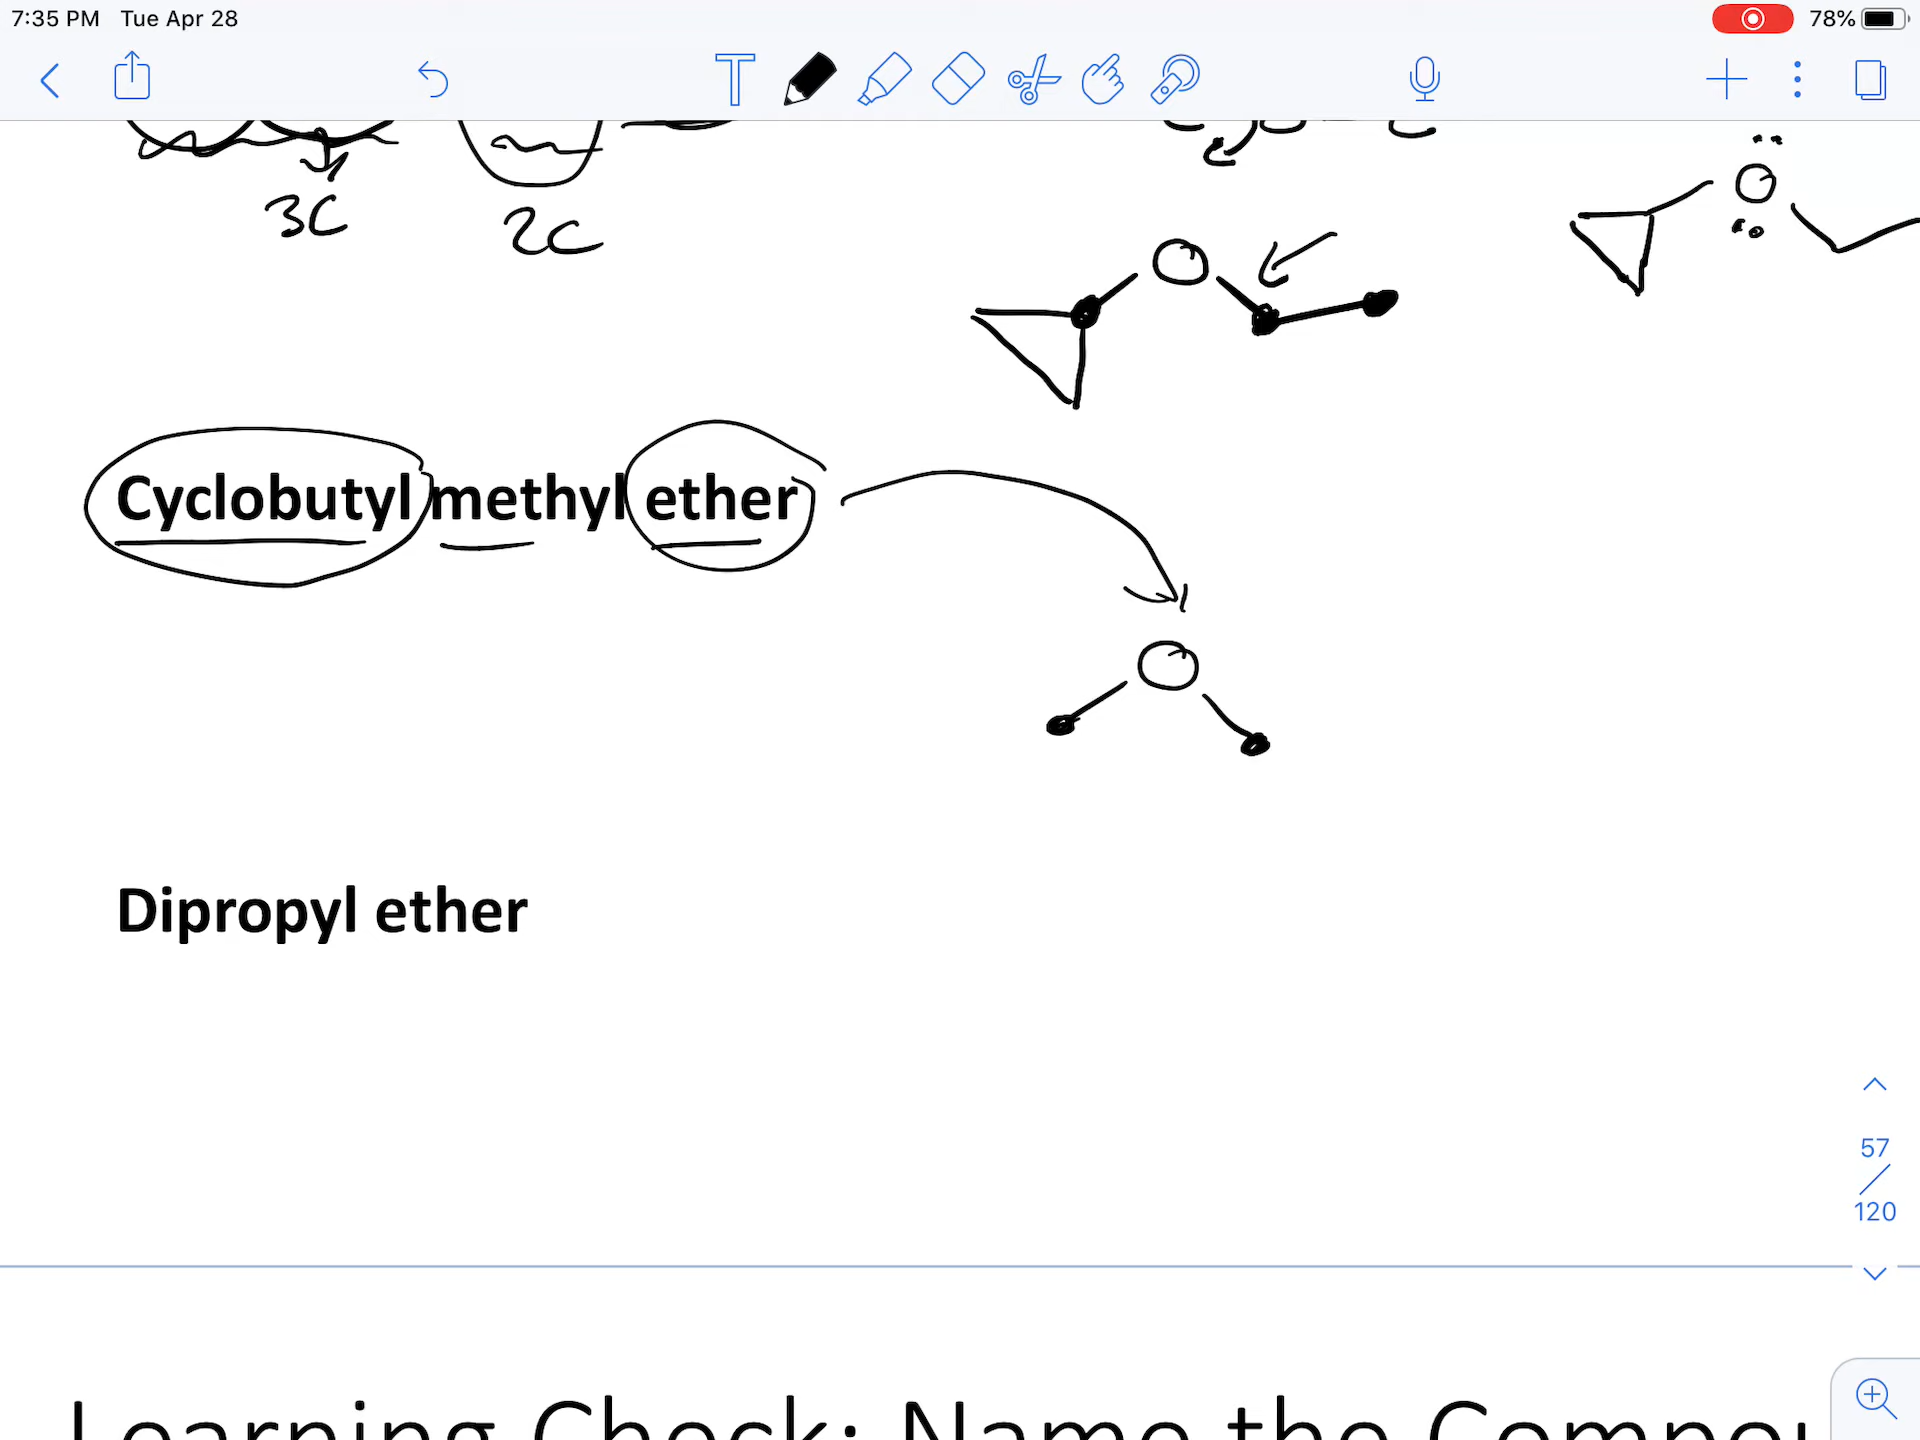 7:35 PM Tue Apr 28
78%
3C
2C
O
O
Cyclobutyl methyl ether
O
Dipropyl ether
57
120
Learning Check: Name the